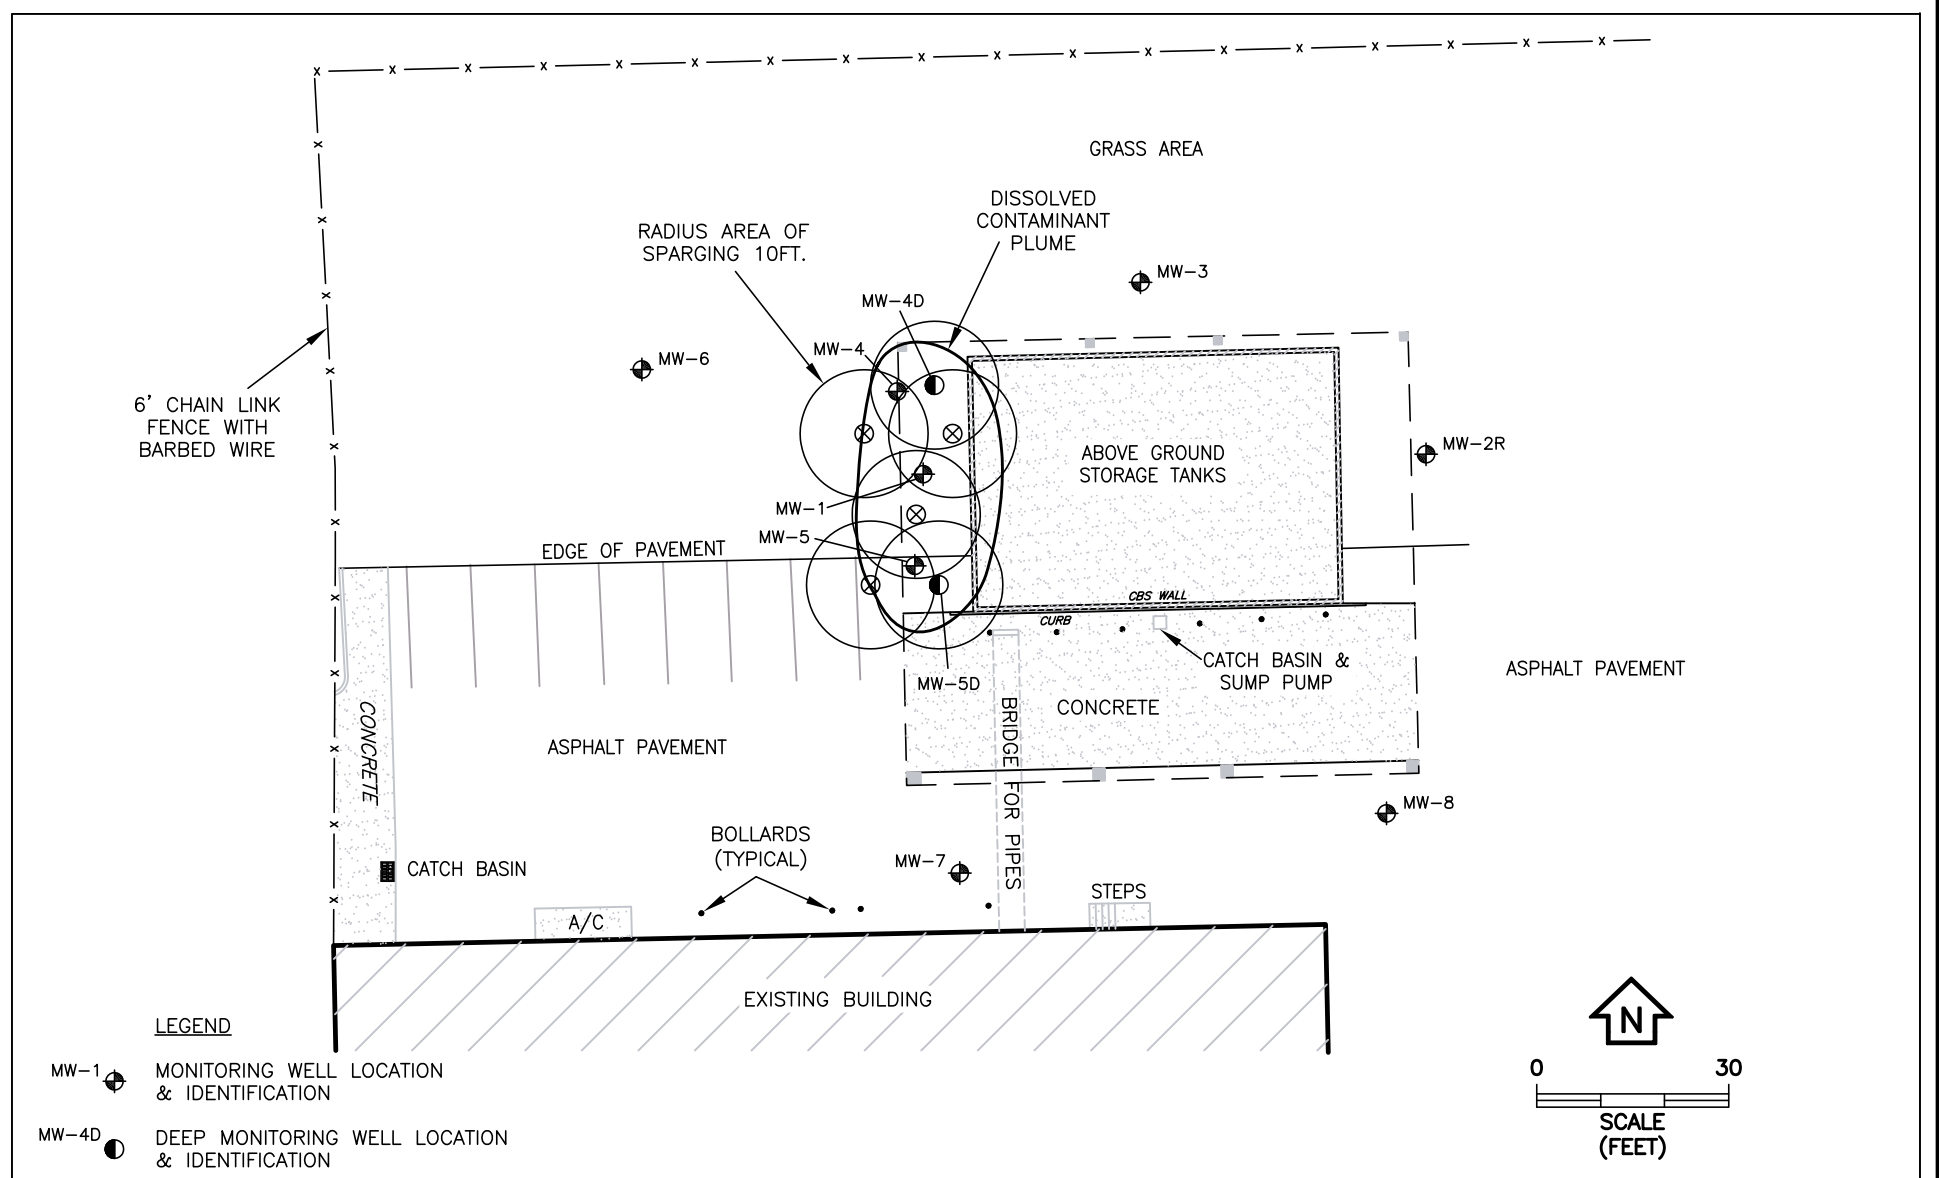 GRASS AREA
DISSOLVED
CONTAMINANT
PLUME
RADIUS AREA OF
SPARGING 10FT.
MW-3
MW-4D
MW-4
MW-6
6' CHAIN LINK
FENCE WITH
BARBED WIRE
ABOVE GROUND
STORAGE TANKS
MW-2R
MW-1
MW-5
EDGE OF PAVEMENT
CBS WALL
CURB
CATCH BASIN &
SUMP PUMP
ASPHALT PAVEMENT
MW-5D
CONCRETE
BRIDGE FOR PIPES
CONCRETE
ASPHALT PAVEMENT
MW-8
BOLLARDS
(TYPICAL)
MW-7
CATCH BASIN
STEPS
A/C
EXISTING BUILDING
LEGEND
MW-1
MONITORING WELL LOCATION
& IDENTIFICATION
MW-4D
DEEP MONITORING WELL LOCATION
& IDENTIFICATION
N
0 30
SCALE
(FEET)